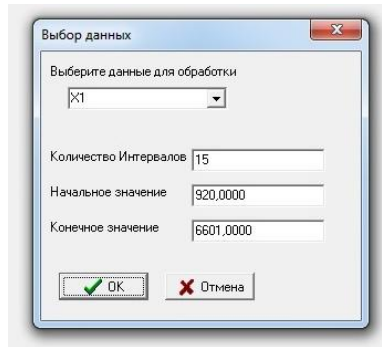 Выбор данных
Выберите данные для обработки
X1
Количество Интервалов 15
Начальное значение 920,0000
Конечное значение 6601,0000
OK Отмена